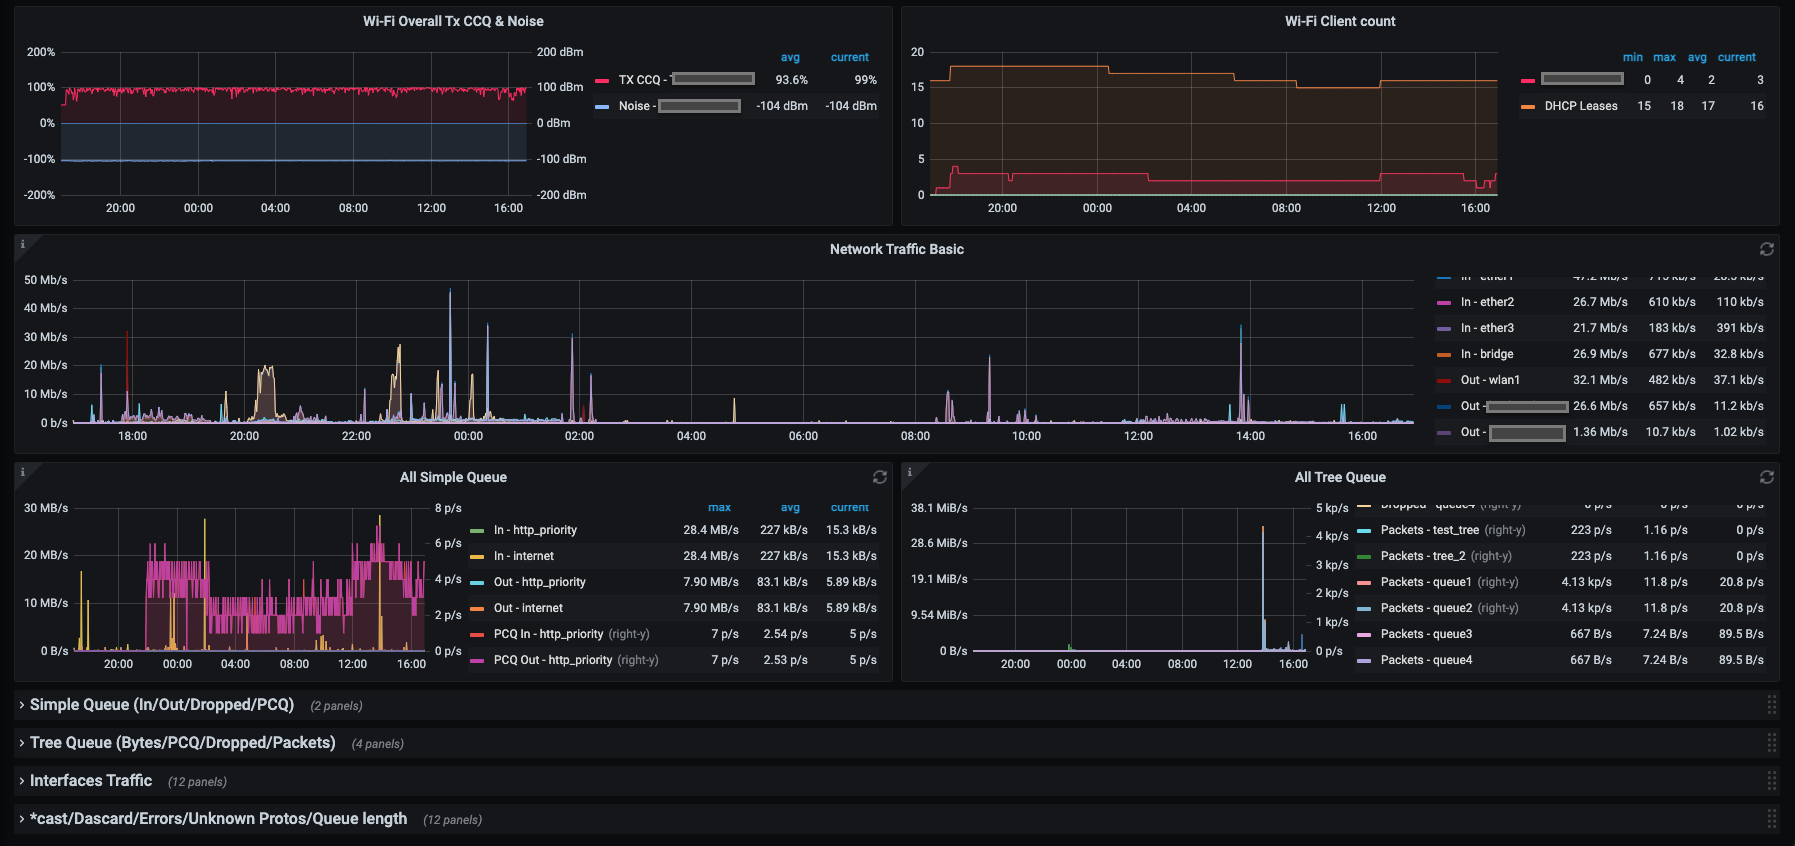 Wi-Fi Overall Tx CCQ & Noise
200%
100%
0%
-100%
-200%
200 dBm
100 dBm
0 dBm
-100 dBm
-200 dBm
20:00 00:00 04:00 08:00 12:00 16:00
avg current
TX CCQ - 93.6% 99%
Noise - -104 dBm -104 dBm
Wi-Fi Client count
20
15
10
5
0
20:00 00:00 04:00 08:00 12:00 16:00
min max avg current
0 4 2 3
DHCP Leases 15 18 17 16
i
Network Traffic Basic
50 Mb/s
40 Mb/s
30 Mb/s
20 Mb/s
10 Mb/s
0 b/s
18:00 20:00 22:00 00:00 02:00 04:00 06:00 08:00 10:00 12:00 14:00 16:00
In - ether1
In - ether2 26.7 Mb/s 610 kb/s 110 kb/s
In - ether3 21.7 Mb/s 183 kb/s 391 kb/s
In - bridge 26.9 Mb/s 677 kb/s 32.8 kb/s
Out - wlan1 32.1 Mb/s 482 kb/s 37.1 kb/s
Out - 26.6 Mb/s 657 kb/s 11.2 kb/s
Out - 1.36 Mb/s 10.7 kb/s 1.02 kb/s
i
All Simple Queue
30 MB/s
20 MB/s
10 MB/s
0 B/s
8 p/s
6 p/s
4 p/s
2 p/s
0 p/s
20:00 00:00 04:00 08:00 12:00 16:00
max avg current
In - http_priority 28.4 MB/s 227 kB/s 15.3 kB/s
In - internet 28.4 MB/s 227 kB/s 15.3 kB/s
Out - http_priority 7.90 MB/s 83.1 kB/s 5.89 kB/s
Out - internet 7.90 MB/s 83.1 kB/s 5.89 kB/s
PCQ In - http_priority (right-y) 7 p/s 2.54 p/s 5 p/s
PCQ Out - http_priority (right-y) 7 p/s 2.53 p/s 5 p/s
i
All Tree Queue
38.1 MiB/s
28.6 MiB/s
19.1 MiB/s
9.54 MiB/s
0 B/s
5 kp/s
4 kp/s
3 kp/s
2 kp/s
1 kp/s
0 p/s
20:00 00:00 04:00 08:00 12:00 16:00
Dropped - queue4 (right-y) 0 p/s 0 p/s 0 p/s
Packets - test_tree (right-y) 223 p/s 1.16 p/s 0 p/s
Packets - tree_2 (right-y) 223 p/s 1.16 p/s 0 p/s
Packets - queue1 (right-y) 4.13 kp/s 11.8 p/s 20.8 p/s
Packets - queue2 (right-y) 4.13 kp/s 11.8 p/s 20.8 p/s
Packets - queue3 667 B/s 7.24 B/s 89.5 B/s
Packets - queue4 667 B/s 7.24 B/s 89.5 B/s
› Simple Queue (In/Out/Dropped/PCQ) (2 panels)
› Tree Queue (Bytes/PCQ/Dropped/Packets) (4 panels)
› Interfaces Traffic (12 panels)
› *cast/Dascard/Errors/Unknown Protos/Queue length (12 panels)